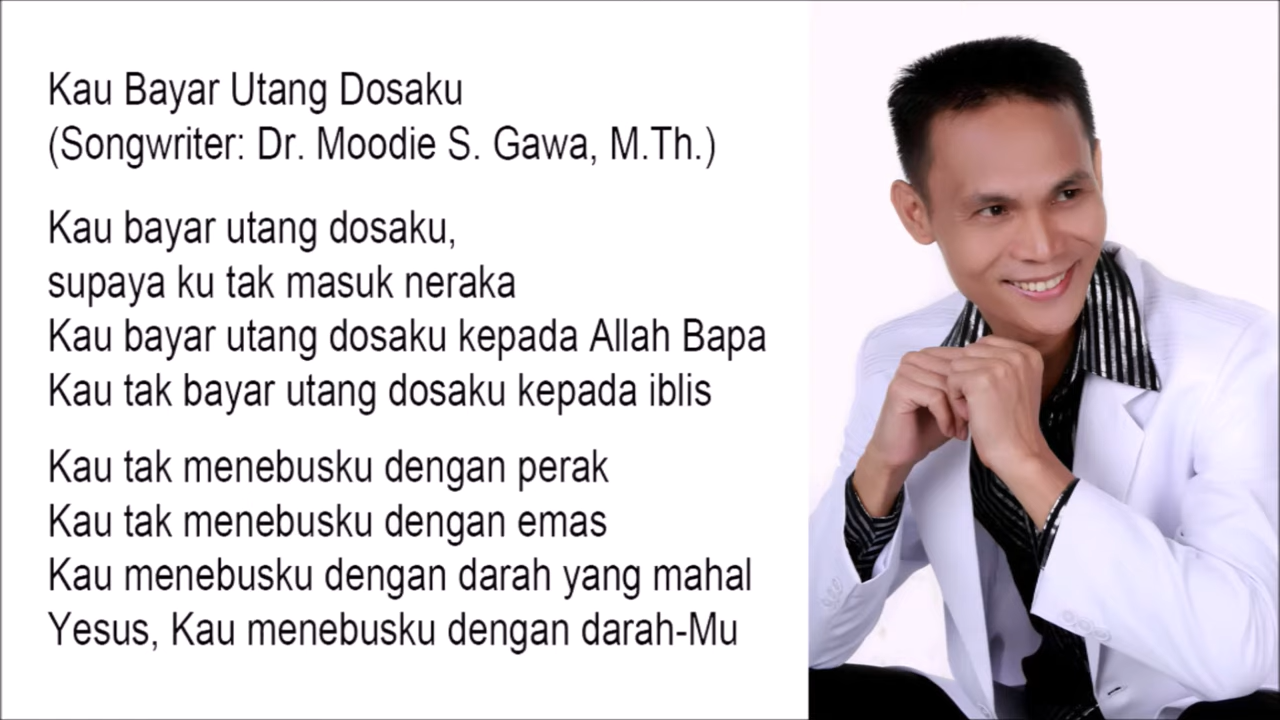 Kau Bayar Utang Dosaku
(Songwriter: Dr. Moodie S. Gawa, M.Th.)
Kau bayar utang dosaku,
supaya ku tak masuk neraka
Kau bayar utang dosaku kepada Allah Bapa
Kau tak bayar utang dosaku kepada iblis
Kau tak menebusku dengan perak
Kau tak menebusku dengan emas
Kau menebusku dengan darah yang mahal
Yesus, Kau menebusku dengan darah-Mu